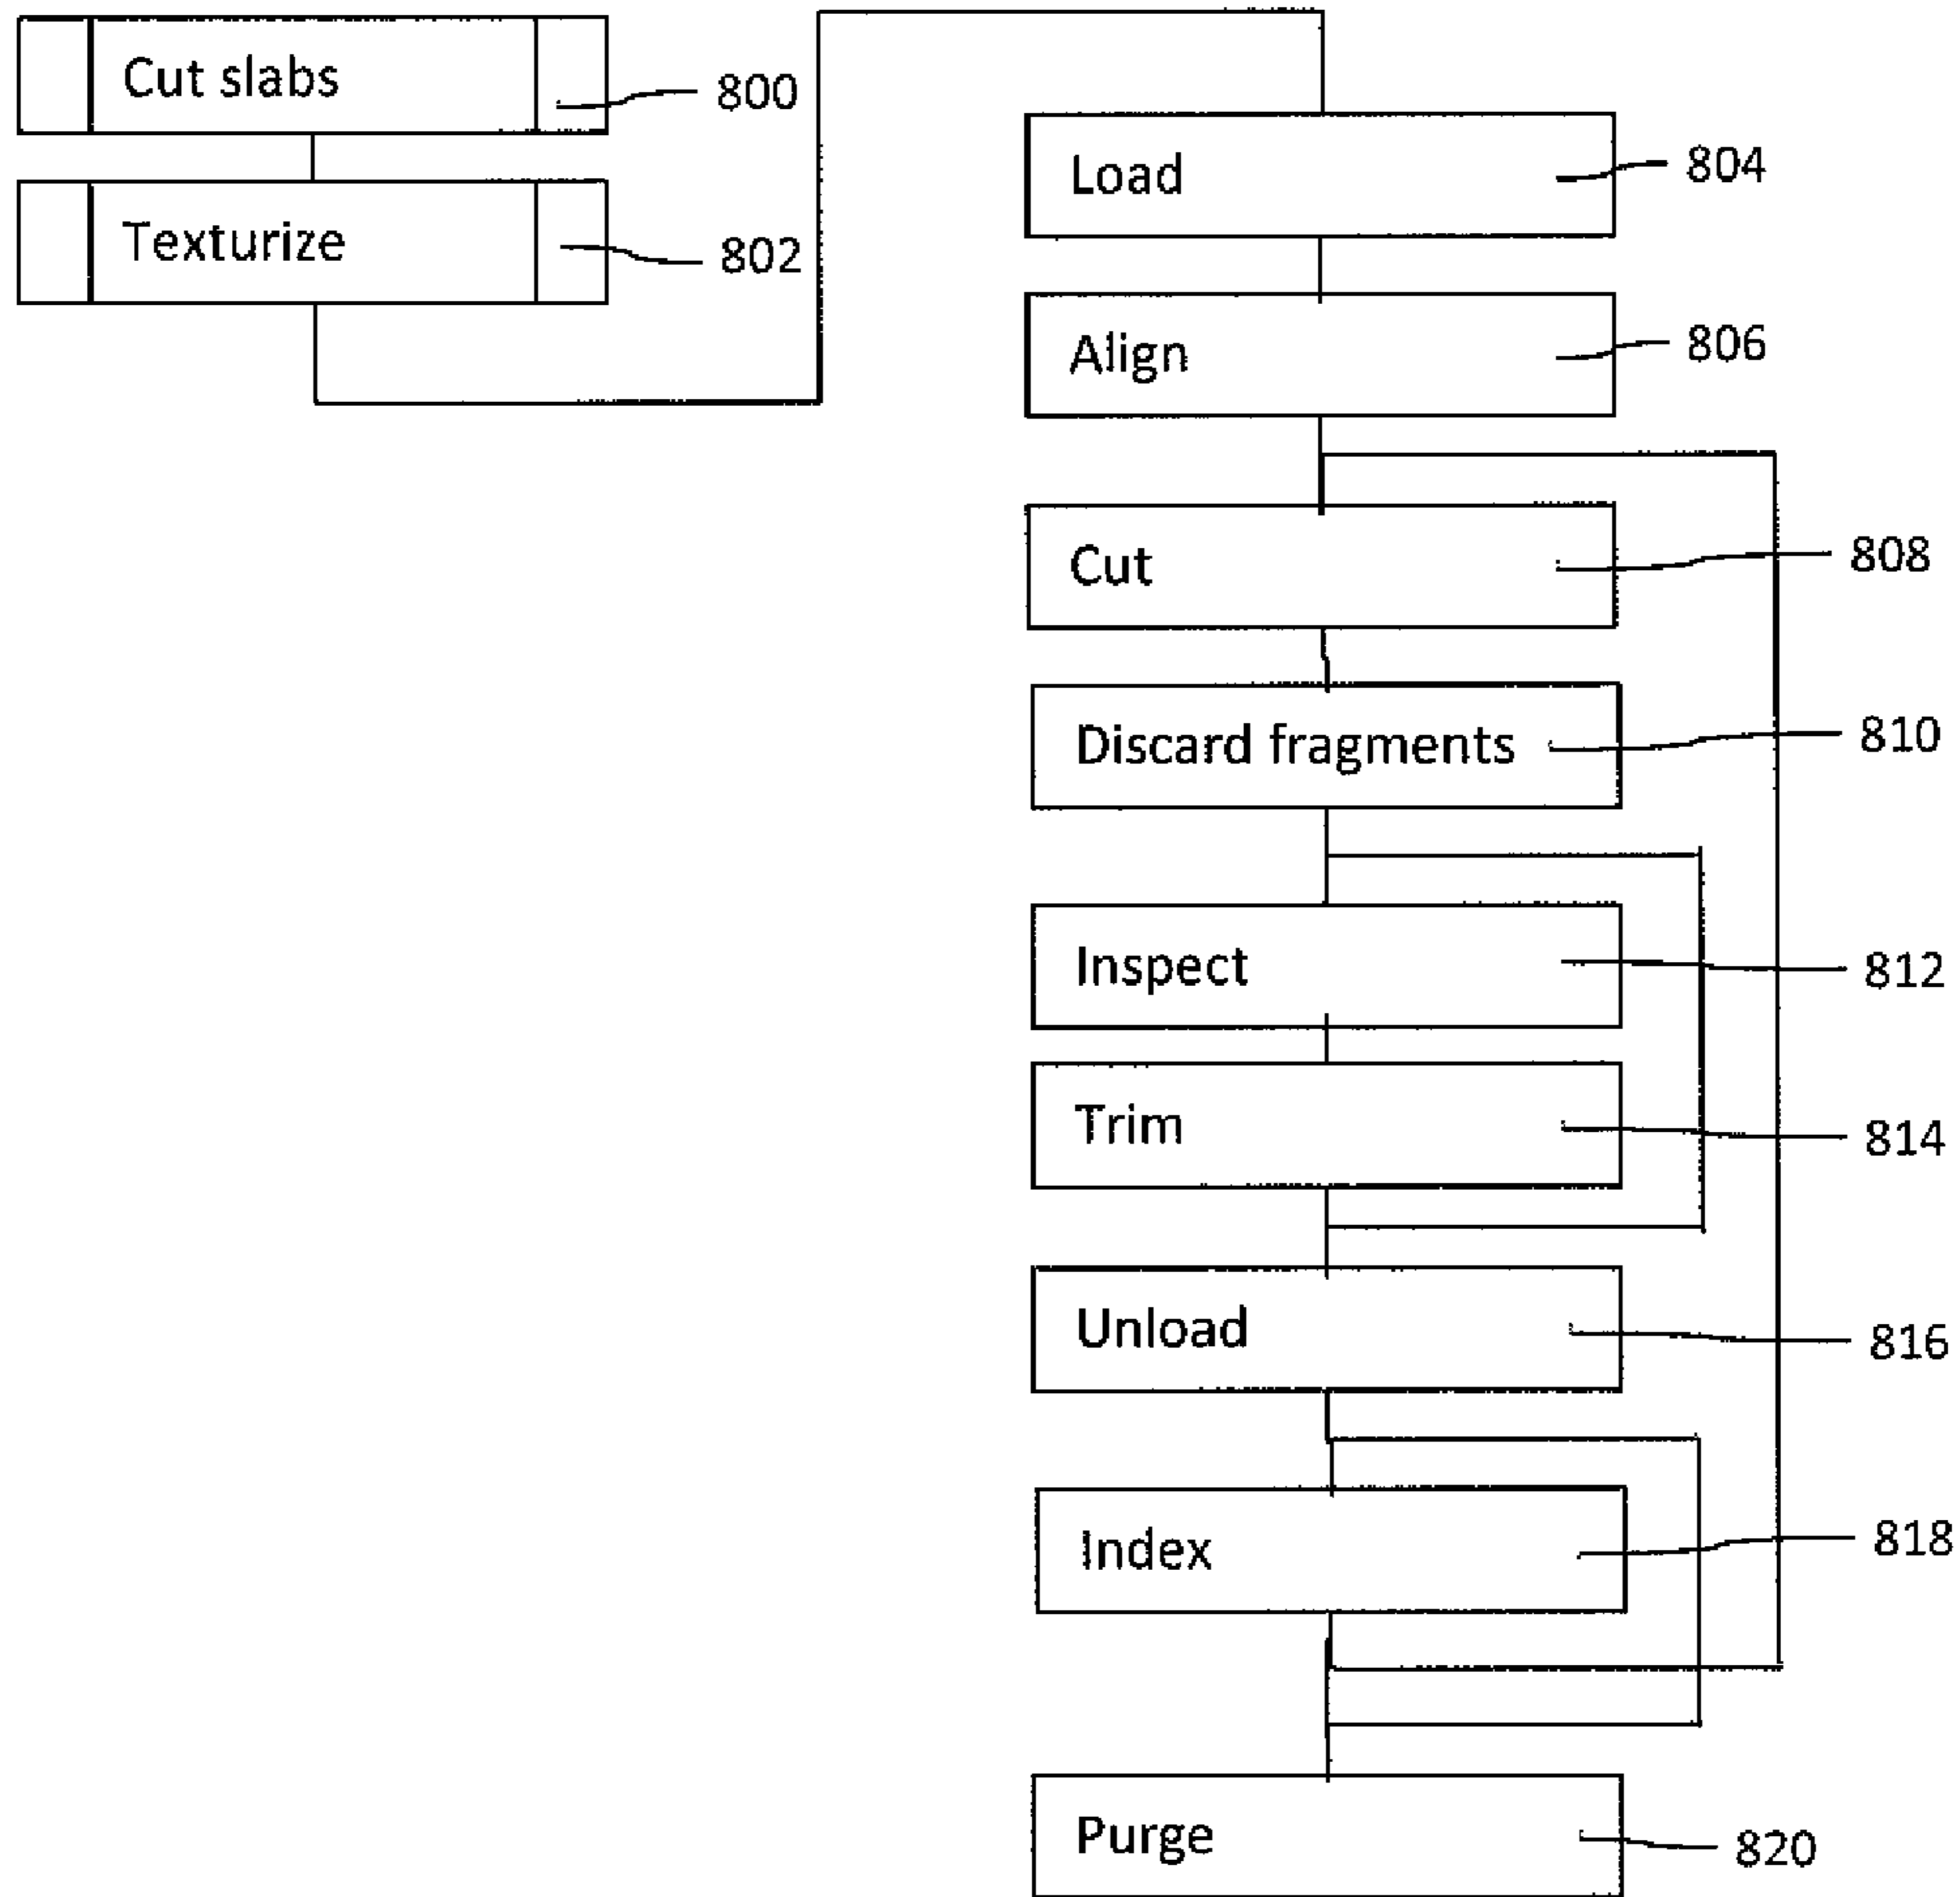 Cut slabs
800
Texturize
802
Load
804
Align
806
Cut
808
Discard fragments
810
Inspect
812
Trim
814
Unload
816
Index
818
Purge
820